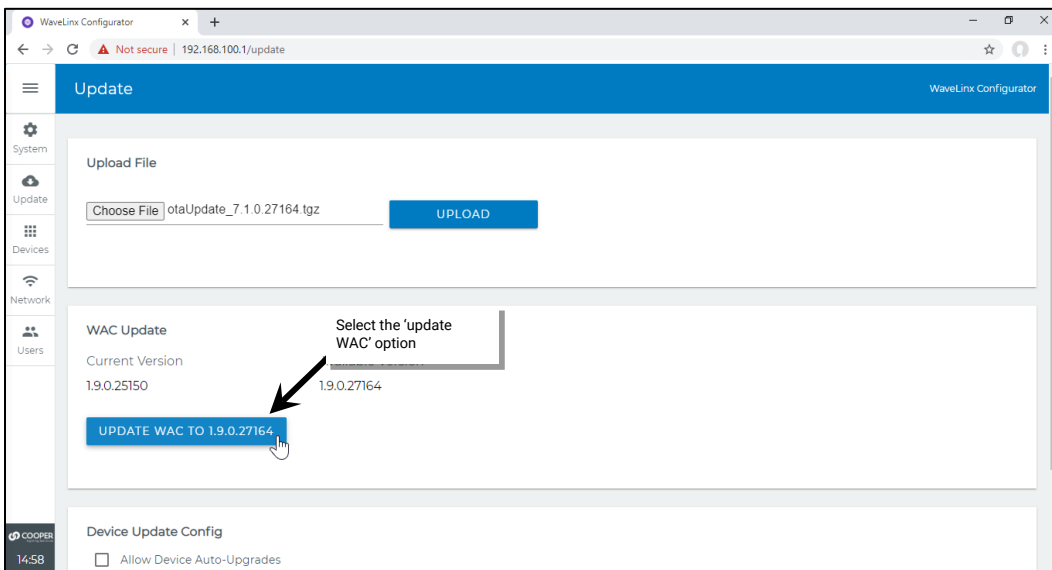 WaveLinx Configurator
Not secure | 192.168.100.1/update
Update
WaveLinx Configurator
System
Update
Devices
Network
Users
Upload File
Choose File otaUpdate_7.1.0.27164.tgz
UPLOAD
WAC Update
Select the ‘update
WAC’ option
Current Version
1.9.0.25150
1.9.0.27164
UPDATE WAC TO 1.9.0.27164
Device Update Config
Allow Device Auto-Upgrades
COOPER
14:58